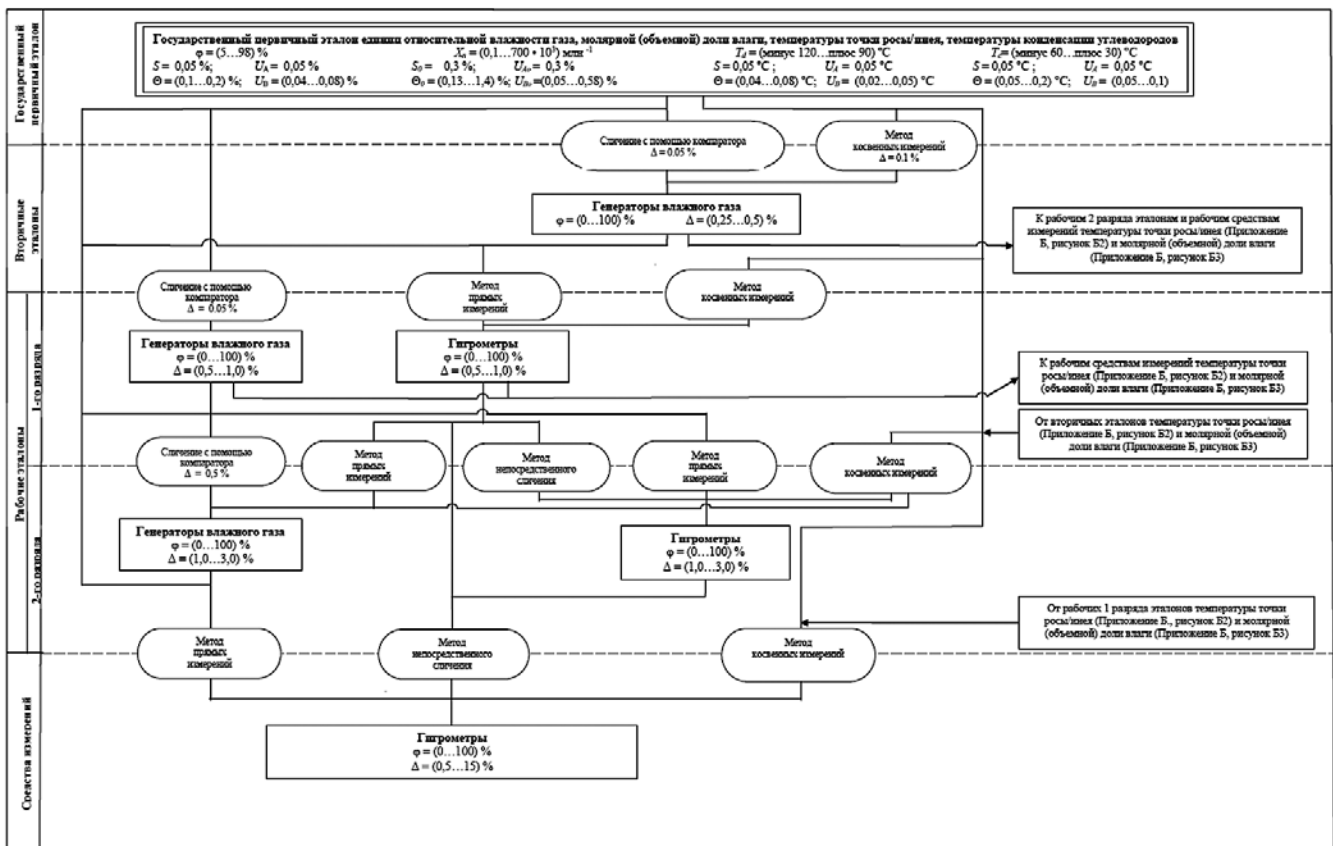 Государственный первичный эталон единиц относительной влажности газа, молярной (объемной) доли влаги, температуры точки росы/инея, температуры конденсации углеводородов
φ = (5...98) % Xv = (0,1...700 • 10³) млн ⁻¹ Td = (минус 120...плюс 90) °C Tc= (минус 60...плюс 30) °C
S = 0,05 %; UA = 0,05 % S0 = 0,3 %; UAo = 0,3 % S = 0,05 °C ; UA = 0,05 °C S = 0,05 °C ; UA = 0,05 °C
Θ = (0,1...0,2) %; UB = (0,04...0,08) % Θ0 = (0,13...1,4) %; UBo =(0,05...0,58) % Θ = (0,04...0,08) °C; UB = (0,02...0,05) °C Θ = (0,05...0,2) °C; UB = (0,05...0,1)
Государственный
первичный эталон
Сличение с помощью компаратора
Δ = 0.05 %
Метод
косвенных измерений
Δ = 0.1 %
Вторичные
эталоны
Генераторы влажного газа
φ = (0...100) % Δ = (0,25...0,5) %
К рабочим 2 разряда эталонам и рабочим средствам
измерений температуры точки росы/инея (Приложение
Б, рисунок Б2) и молярной (объемной) доли влаги
(Приложение Б, рисунок Б3)
Сличение с помощью
компаратора
Δ = 0.05 %
Метод
прямых
измерений
Метод
косвенных измерений
Рабочие эталоны
1-го разряда
Генераторы влажного газа
φ = (0...100) %
Δ = (0,5...1,0) %
Гигрометры
φ = (0...100) %
Δ = (0,5...1,0) %
К рабочим средствам измерений температуры точки
росы/инея (Приложение Б, рисунок Б2) и молярной
(объемной) доли влаги (Приложение Б, рисунок Б3)
От вторичных эталонов температуры точки росы/инея
(Приложение Б, рисунок Б2) и молярной (объемной)
доли влаги (Приложение Б, рисунок Б3)
Сличение с помощью
компаратора
Δ = 0,5 %
Метод
прямых
измерений
Метод
непосредственного
сличения
Метод
прямых
измерений
Метод
косвенных измерений
2-го разряда
Генераторы влажного газа
φ = (0...100) %
Δ = (1,0...3,0) %
Гигрометры
φ = (0...100) %
Δ = (1,0...3,0) %
От рабочих 1 разряда эталонов температуры точки
росы/инея (Приложение Б., рисунок Б2) и молярной
(объемной) доли влаги (Приложение Б, рисунок Б3)
Метод
прямых
измерений
Метод
непосредственного
сличения
Метод
косвенных измерений
Средства измерений
Гигрометры
φ = (0...100) %
Δ = (0,5...15) %